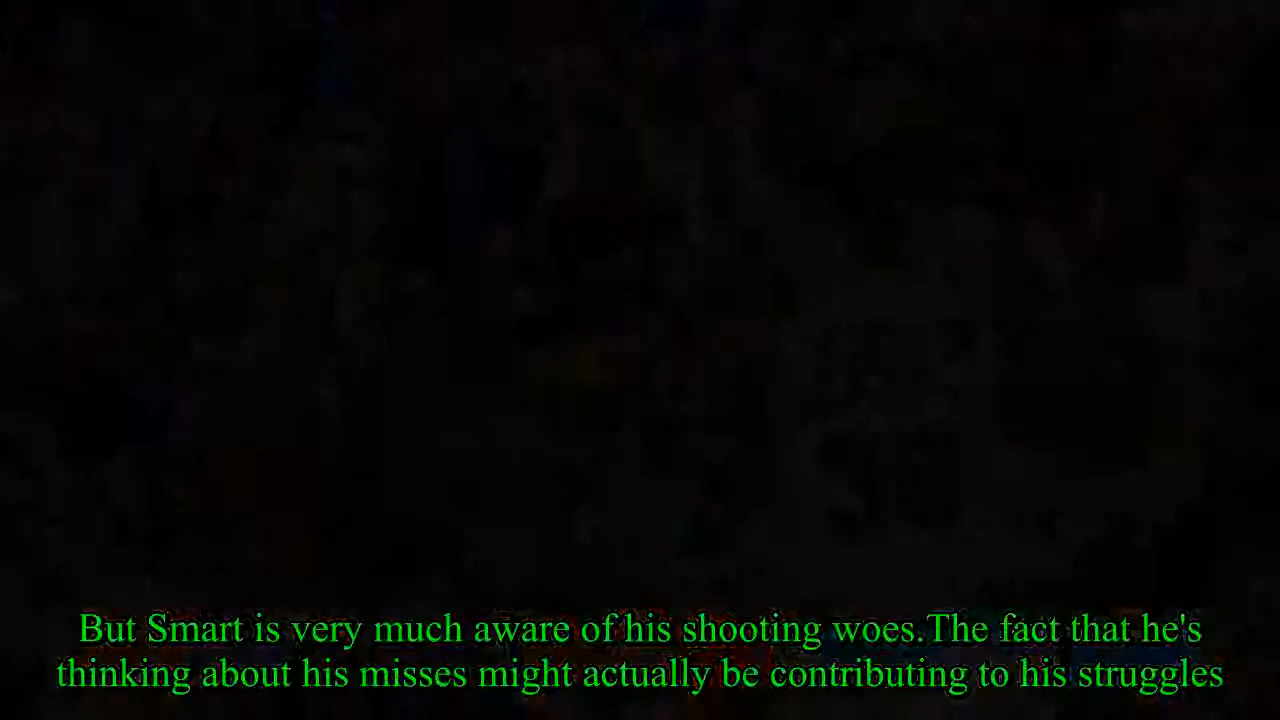 But Smart is very much aware of his shooting woes.The fact that he's
thinking about his misses might actually be contributing to his struggles